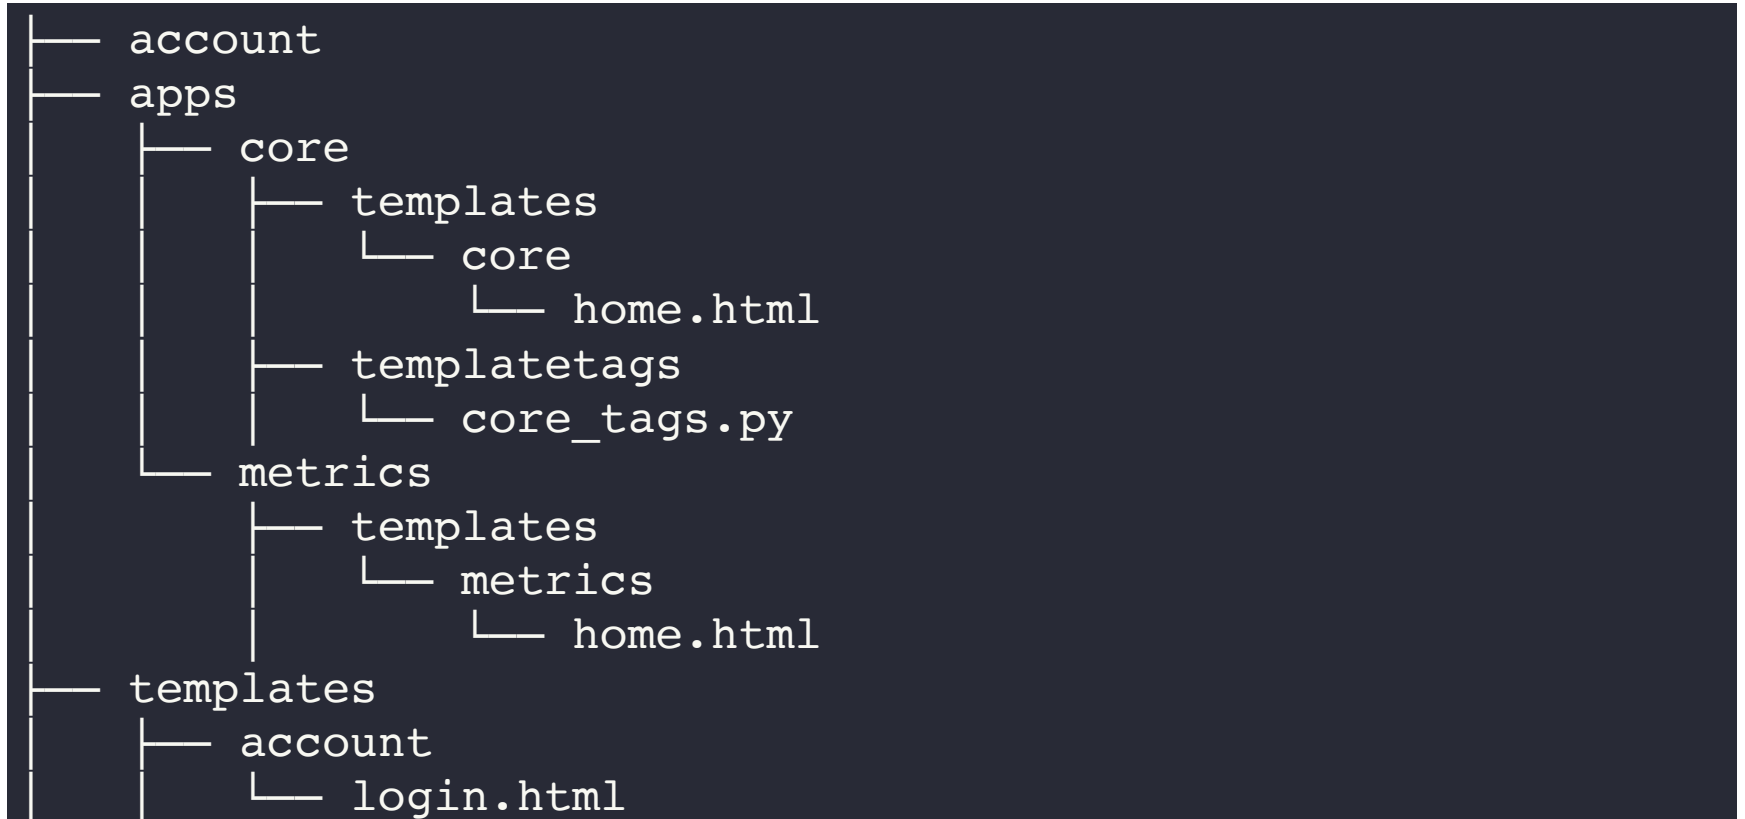 ├── account
├── apps
│   ├── core
│   │   ├── templates
│   │   │   └── core
│   │   │       └── home.html
│   │   ├── templatetags
│   │   │   └── core_tags.py
│   └── metrics
│       ├── templates
│       │   └── metrics
│       │       └── home.html
├── templates
│   ├── account
│   │   └── login.html